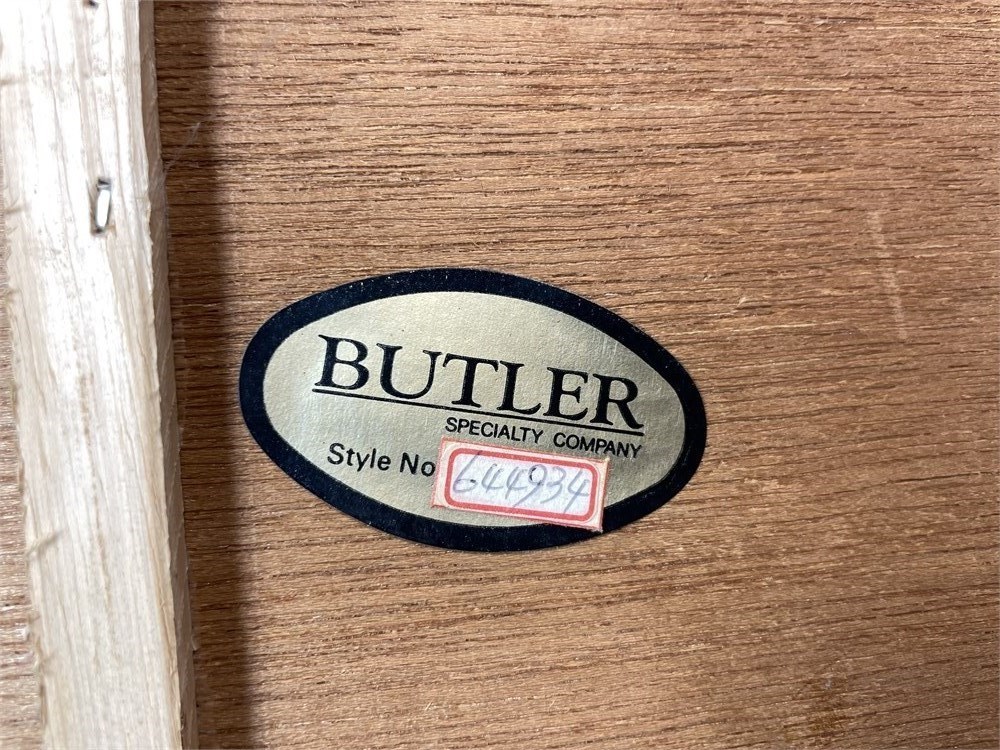 BUTLER
SPECIALTY COMPANY
Style No 644934